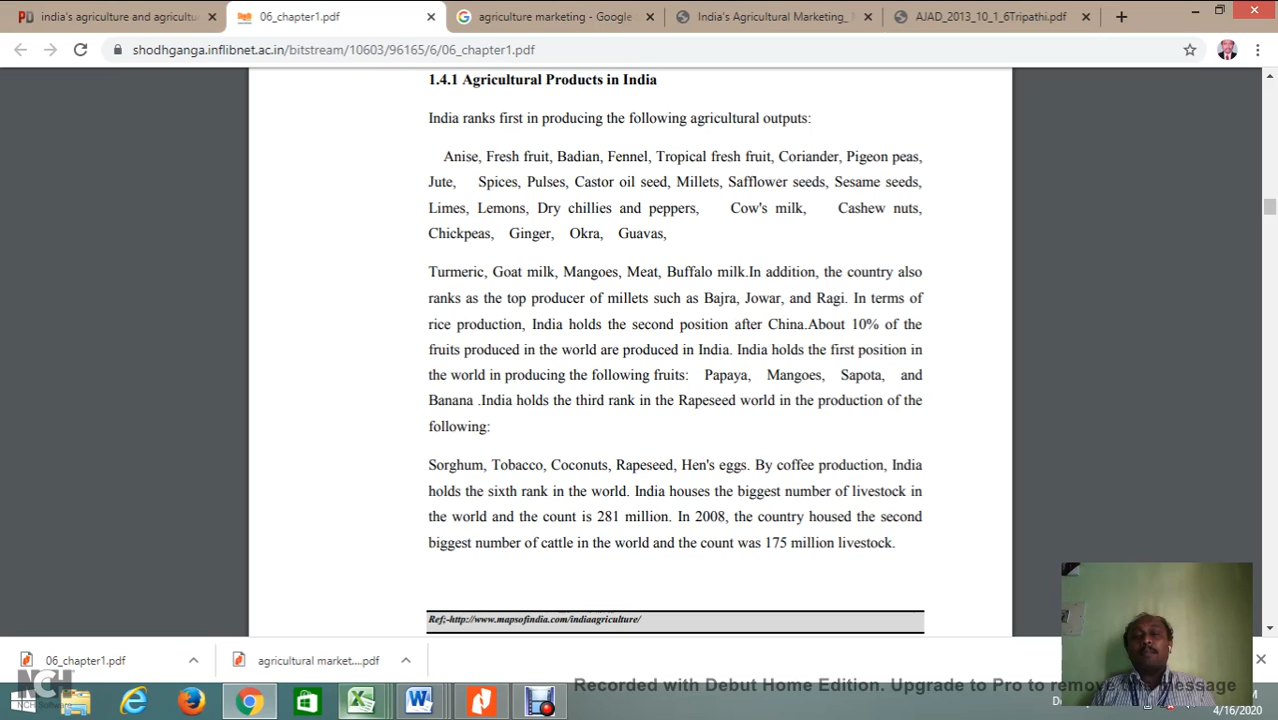 india's agriculture and agricultu
06_chapter1.pdf
agriculture marketing - Google
India's Agricultural Marketing_
AJAD_2013_10_1_6Tripathi.pdf
shodhganga.inflibnet.ac.in/bitstream/10603/96165/6/06_chapter1.pdf
1.4.1 Agricultural Products in India
India ranks first in producing the following agricultural outputs:
Anise, Fresh fruit, Badian, Fennel, Tropical fresh fruit, Coriander, Pigeon peas,
Jute, Spices, Pulses, Castor oil seed, Millets, Safflower seeds, Sesame seeds,
Limes, Lemons, Dry chillies and peppers, Cow's milk, Cashew nuts,
Chickpeas, Ginger, Okra, Guavas,
Turmeric, Goat milk, Mangoes, Meat, Buffalo milk.In addition, the country also
ranks as the top producer of millets such as Bajra, Jowar, and Ragi. In terms of
rice production, India holds the second position after China.About 10% of the
fruits produced in the world are produced in India. India holds the first position in
the world in producing the following fruits: Papaya, Mangoes, Sapota, and
Banana .India holds the third rank in the Rapeseed world in the production of the
following:
Sorghum, Tobacco, Coconuts, Rapeseed, Hen's eggs. By coffee production, India
holds the sixth rank in the world. India houses the biggest number of livestock in
the world and the count is 281 million. In 2008, the country housed the second
biggest number of cattle in the world and the count was 175 million livestock.
Ref;-http://www.mapsofindia.com/indiaagriculture/
06_chapter1.pdf
agricultural market....pdf
NCH
NCH Software
Recorded with Debut Home Edition. Upgrade to Pro to remove message
4/16/2020